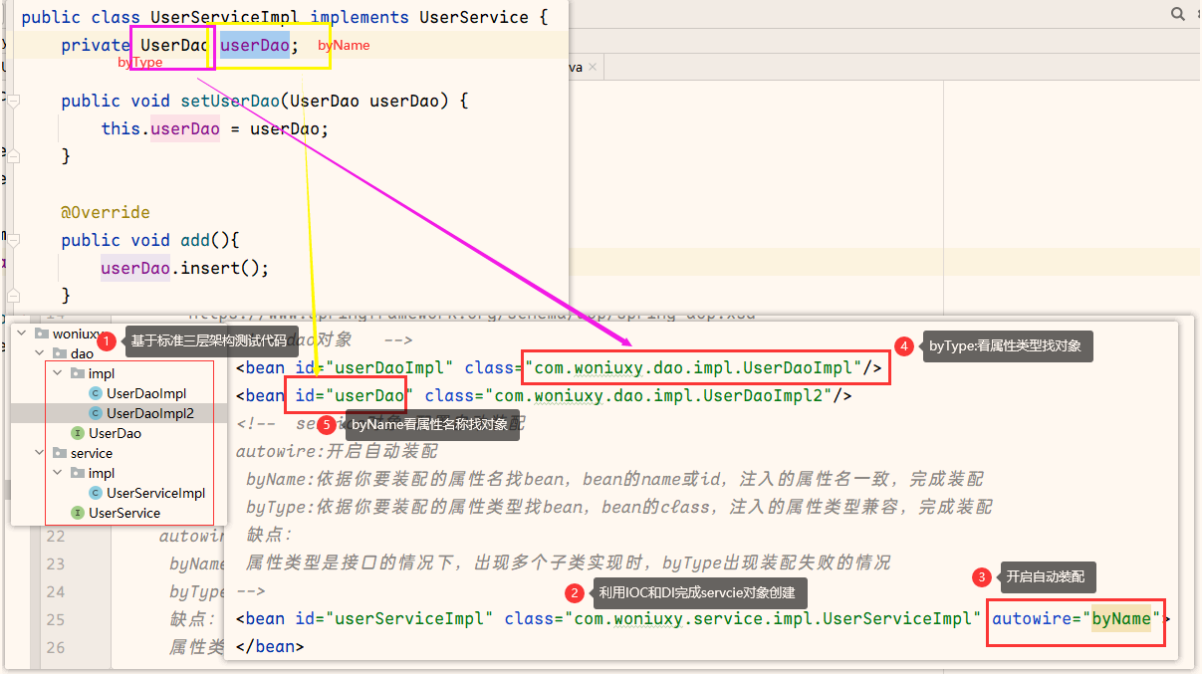 public class UserServiceImpl implements UserService {
private UserDao userDao; byName
byType
va
public void setUserDao(UserDao userDao) {
this.userDao = userDao;
}
@Override
public void add(){
userDao.insert();
}
woniuxy
1 基于标准三层架构测试代码
dao
impl
UserDaoImpl
UserDaoImpl2
UserDao
service
impl
UserServiceImpl
UserService
dao对象 -->
4 byType:看属性类型找对象
<bean id="userDaoImpl" class="com.woniuxy.dao.impl.UserDaoImpl"/>
<bean id="userDao" class="com.woniuxy.dao.impl.UserDaoImpl2"/>
5 byName看属性名称找对象
autowire:开启自动装配
byName:依据你要装配的属性名找bean, bean的name或id, 注入的属性名一致, 完成装配
byType:依据你要装配的属性类型找bean, bean的class, 注入的属性类型兼容, 完成装配
缺点:
属性类型是接口的情况下, 出现多个子类实现时, byType出现装配失败的情况
-->
2 利用IOC和DI完成servcie对象创建
3 开启自动装配
<bean id="userServiceImpl" class="com.woniuxy.service.impl.UserServiceImpl" autowire="byName">
</bean>
22 autowir
23 byName
24 byType
25 缺点:
26 属性类